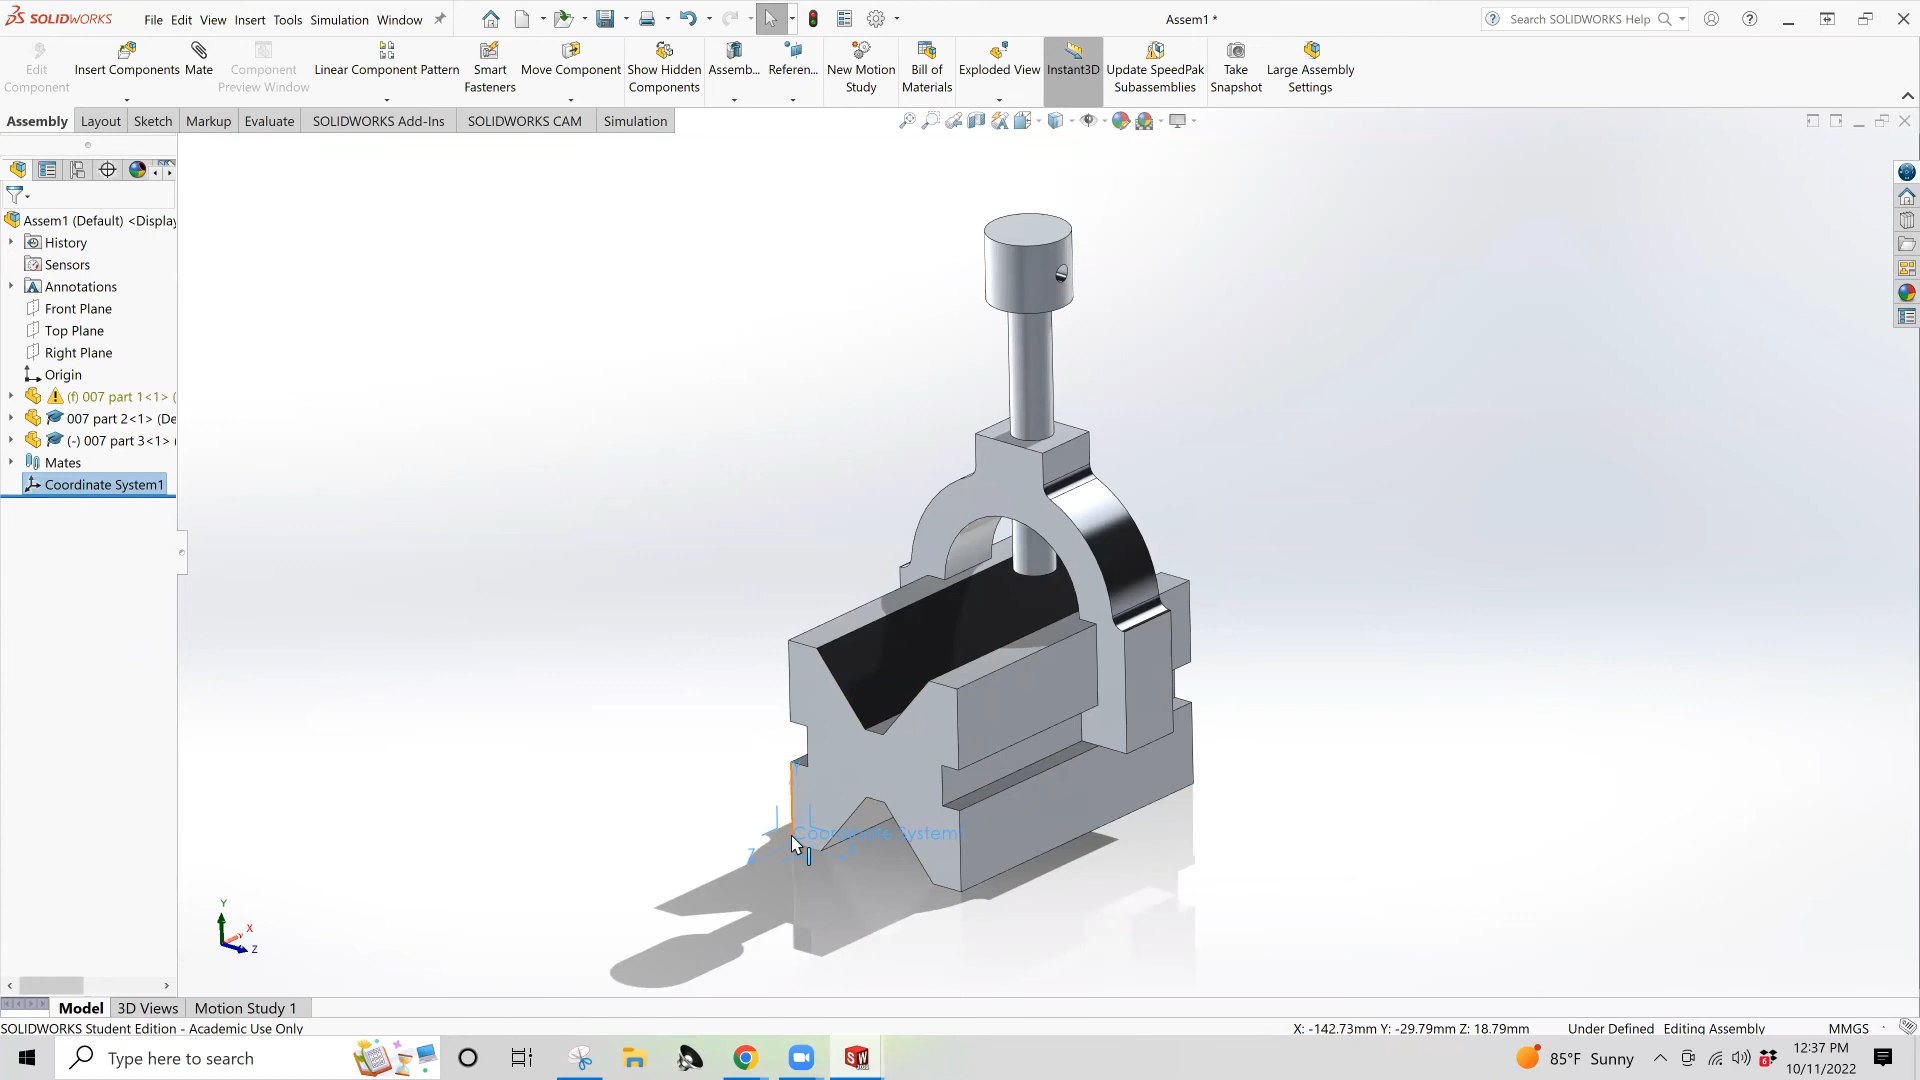 SOLIDWORKS File Edit View Insert Tools Simulation Window Assem1 * Search SOLIDWORKS Help
Edit Component
Insert Components
Mate
Component Preview Window
Linear Component Pattern
Smart Fasteners
Move Component
Show Hidden Components
Assemb...
Referen...
New Motion Study
Bill of Materials
Exploded View
Instant3D
Update SpeedPak Subassemblies
Take Snapshot
Large Assembly Settings
Assembly Layout Sketch Markup Evaluate SOLIDWORKS Add-Ins SOLIDWORKS CAM Simulation
Assem1 (Default) <Display
History
Sensors
Annotations
Front Plane
Top Plane
Right Plane
Origin
(f) 007 part 1<1> (
007 part 2<1> (De
(-) 007 part 3<1> (
Mates
Coordinate System1
Coordinate System
Z
Y
X
Z
Model 3D Views Motion Study 1
SOLIDWORKS Student Edition - Academic Use Only X: -142.73mm Y: -29.79mm Z: 18.79mm Under Defined Editing Assembly MMGS
Type here to search
85°F Sunny
12:37 PM
10/11/2022